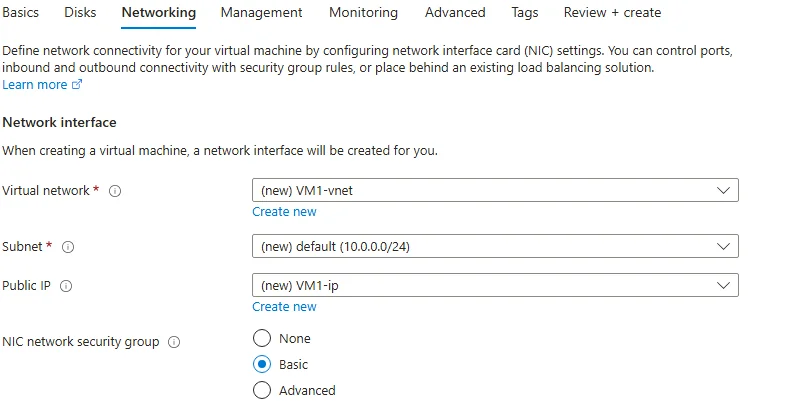 Basics Disks Networking Management Monitoring Advanced Tags Review + create
Define network connectivity for your virtual machine by configuring network interface card (NIC) settings. You can control ports,
inbound and outbound connectivity with security group rules, or place behind an existing load balancing solution.
Learn more
Network interface
When creating a virtual machine, a network interface will be created for you.
Virtual network * (new) VM1-vnet
Create new
Subnet * (new) default (10.0.0.0/24)
Public IP (new) VM1-ip
Create new
NIC network security group None
Basic
Advanced